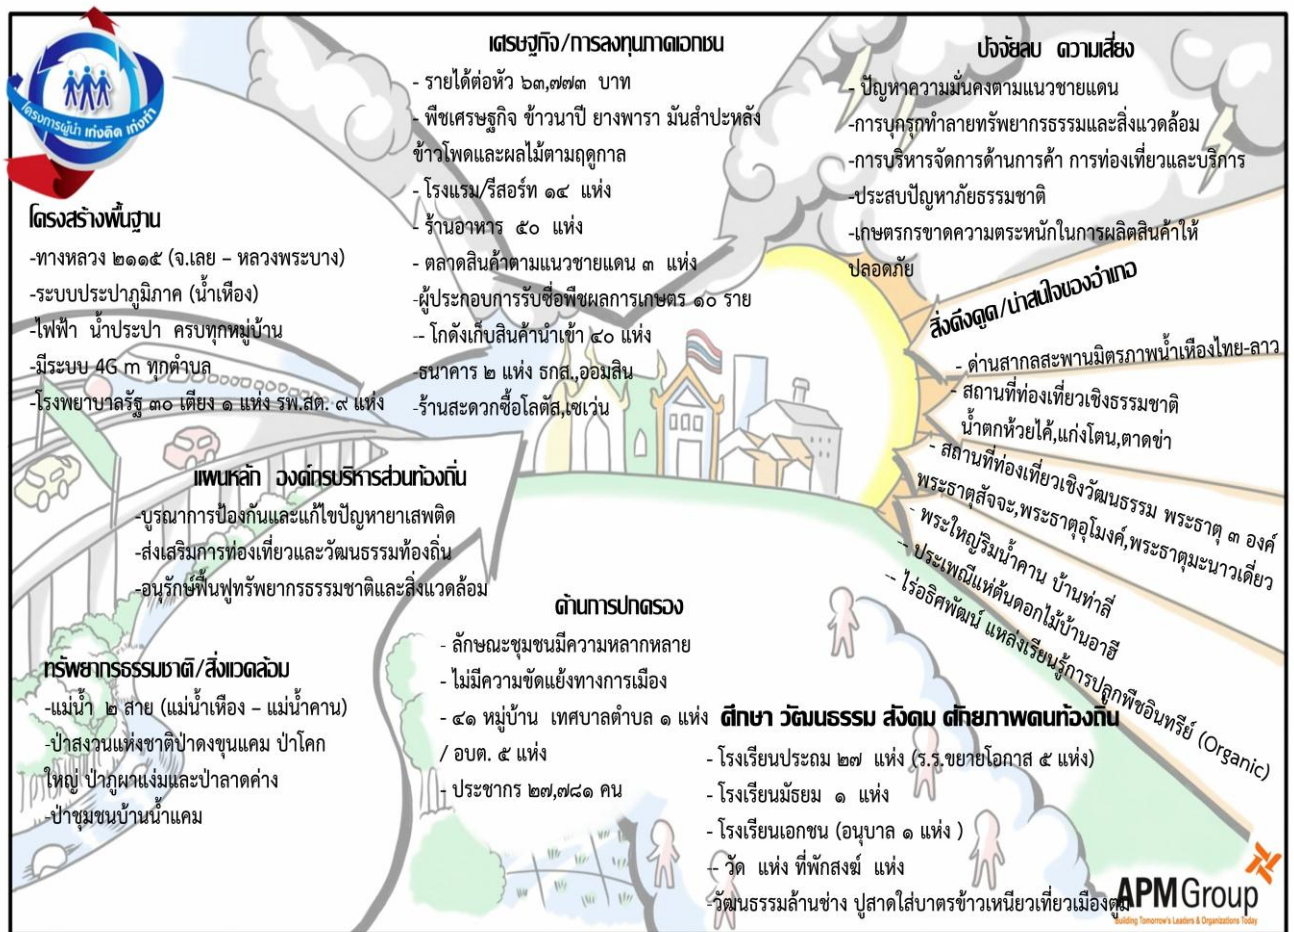 โครงการผู้นำ เก่งคิด เก่งทำ
เศรษฐกิจ/การลงทุนภาคเอกชน
- รายได้ต่อหัว ๖๓,๗๗๓ บาท
- พืชเศรษฐกิจ ข้าวนาปี ยางพารา มันสำปะหลัง
ข้าวโพดและผลไม้ตามฤดูกาล
- โรงแรม/รีสอร์ท ๑๔ แห่ง
- ร้านอาหาร ๕๐ แห่ง
- ตลาดสินค้าตามแนวชายแดน ๓ แห่ง
-ผู้ประกอบการรับซื่อพืชผลการเกษตร ๑๐ ราย
-- โกดังเก็บสินค้านำเข้า ๔๐ แห่ง
-ธนาคาร ๒ แห่ง ธกส.,ออมสิน
-ร้านสะดวกซื้อโลตัส,เซเว่น
ปัจจัยลบ ความเสี่ยง
- ปัญหาความมั่นคงตามแนวชายแดน
-การบุกรุกทำลายทรัพยากรธรรมและสิ่งแวดล้อม
-การบริหารจัดการด้านการค้า การท่องเที่ยวและบริการ
-ประสบปัญหาภัยธรรมชาติ
-เกษตรกรขาดความตระหนักในการผลิตสินค้าให้
ปลอดภัย
โครงสร้างพื้นฐาน
-ทางหลวง ๒๑๑๕ (จ.เลย – หลวงพระบาง)
-ระบบประปาภูมิภาค (น้ำเหือง)
-ไฟฟ้า น้ำประปา ครบทุกหมู่บ้าน
-มีระบบ 4G m ทุกตำบล
-โรงพยาบาลรัฐ ๓๐ เตียง ๑ แห่ง รพ.สต. ๙ แห่ง
สิ่งดึงดูด/น่าสนใจของอำเภอ
- ด่านสากลสะพานมิตรภาพน้ำเหืองไทย-ลาว
- สถานที่ท่องเที่ยวเชิงธรรมชาติ
น้ำตกห้วยไค้,แก่งโตน,ตาดข่า
- สถานที่ท่องเที่ยวเชิงวัฒนธรรม พระธาตุ ๓ องค์
พระธาตุสัจจะ,พระธาตุอุโมงค์,พระธาตุมะนาวเดี่ยว
- พระใหญ่ริมน้ำคาน บ้านท่าลี่
-- ประเพณีแห่ต้นดอกไม้บ้านอาฮี
-- ไร่อธิศพัฒน์ แหล่งเรียนรู้การปลูกพืชอินทรีย์ (Organic)
แผนหลัก องค์กรบริหารส่วนท้องถิ่น
-บูรณาการป้องกันและแก้ไขปัญหายาเสพติด
-ส่งเสริมการท่องเที่ยวและวัฒนธรรมท้องถิ่น
-อนุรักษ์ฟื้นฟูทรัพยากรธรรมชาติและสิ่งแวดล้อม
ทรัพยากรธรรมชาติ/สิ่งแวดล้อม
-แม่น้ำ ๒ สาย (แม่น้ำเหือง – แม่น้ำคาน)
-ป่าสงวนแห่งชาติป่าดงขุนแคม ป่าโคก
ใหญ่ ป่าภูผาแง่มและป่าลาดค่าง
-ป่าชุมชนบ้านน้ำแคม
ด้านการปกครอง
- ลักษณะชุมชนมีความหลากหลาย
- ไม่มีความขัดแย้งทางการเมือง
- ๔๑ หมู่บ้าน เทศบาลตำบล ๑ แห่ง
/ อบต. ๕ แห่ง
- ประชากร ๒๗,๗๘๑ คน
ศึกษา วัฒนธรรม สังคม ศักยภาพคนท้องถิ่น
- โรงเรียนประถม ๒๗ แห่ง (ร.ร.ขยายโอกาส ๕ แห่ง)
- โรงเรียนมัธยม ๑ แห่ง
- โรงเรียนเอกชน (อนุบาล ๑ แห่ง )
-- วัด แห่ง ที่พักสงฆ์ แห่ง
-วัฒนธรรมล้านช่าง ปูสาดใส่บาตรข้าวเหนียวเที่ยวเมืองตูม
APM Group
Building Tomorrow's Leaders & Organizations Today